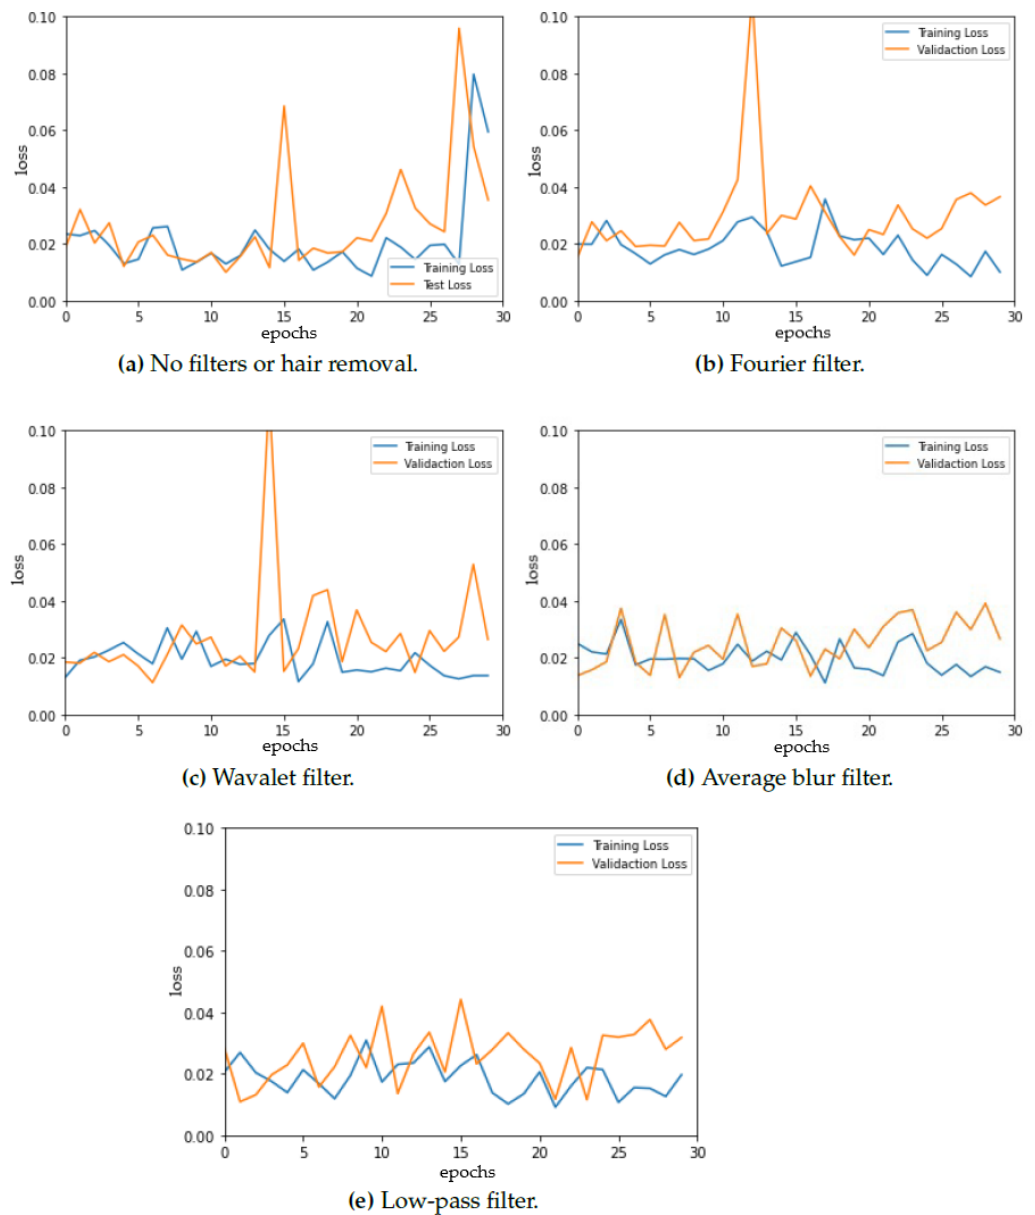 0.10
0.08
0.06
0.04
0.02
0.00
loss
0 5 10 15 20 25 30
epochs
Training Loss
Test Loss
(a) No filters or hair removal.
0.10
0.08
0.06
0.04
0.02
0.00
loss
0 5 10 15 20 25 30
epochs
Training Loss
Validaction Loss
(b) Fourier filter.
0.10
0.08
0.06
0.04
0.02
0.00
loss
0 5 10 15 20 25 30
epochs
Training Loss
Validaction Loss
(c) Wavalet filter.
0.10
0.08
0.06
0.04
0.02
0.00
loss
0 5 10 15 20 25 30
epochs
Training Loss
Validaction Loss
(d) Average blur filter.
0.10
0.08
0.06
0.04
0.02
0.00
loss
0 5 10 15 20 25 30
epochs
Training Loss
Validaction Loss
(e) Low-pass filter.